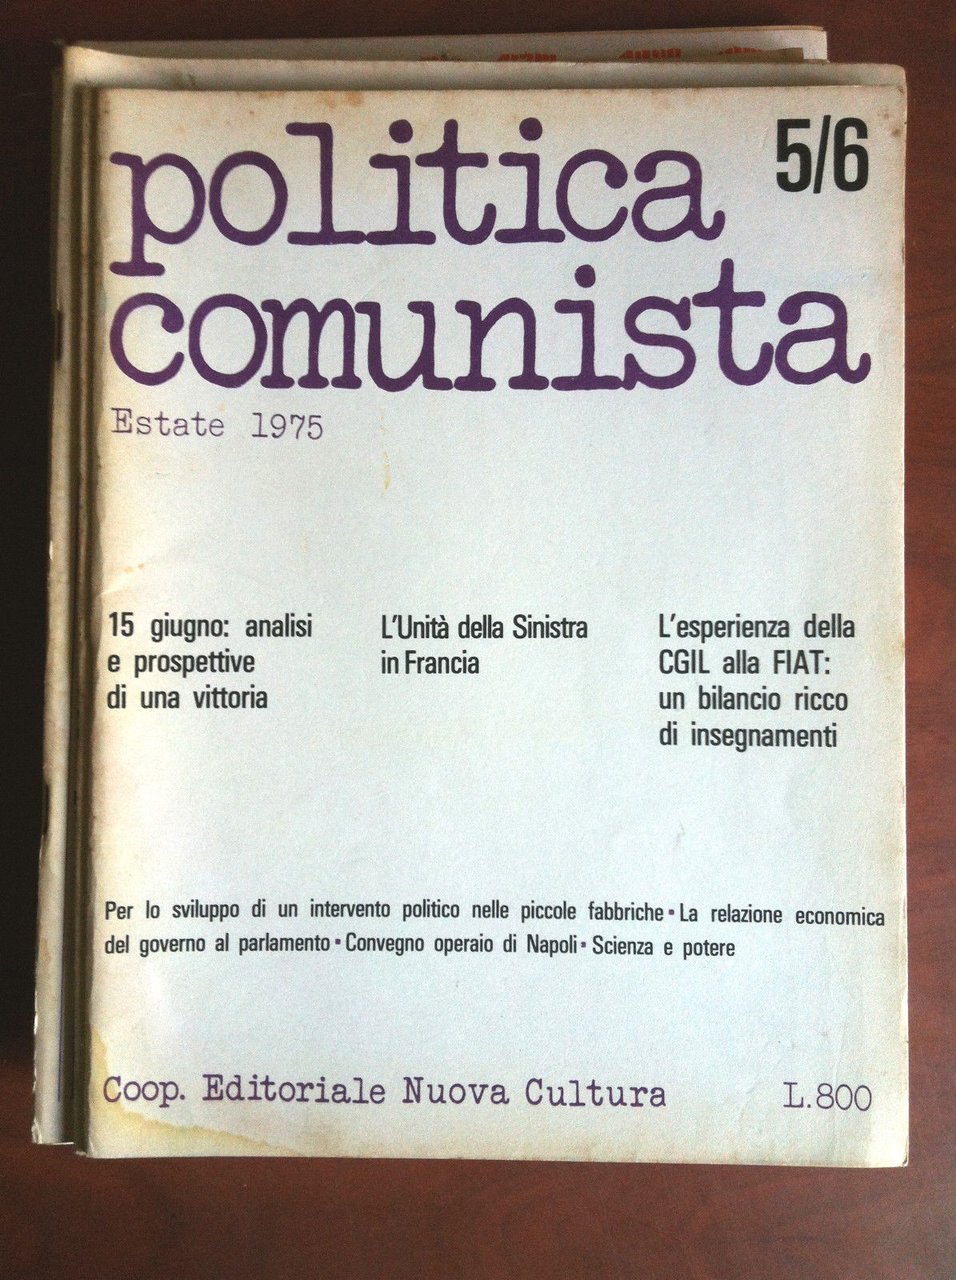 politica
5/6
comunista
Estate 1975
15 giugno: analisi
e prospettive
di una vittoria
L'Unità della Sinistra
in Francia
L'esperienza della
CGIL alla FIAT:
un bilancio ricco
di insegnamenti
Per lo sviluppo di un intervento politico nelle piccole fabbriche ▪ La relazione economica
del governo al parlamento ▪ Convegno operaio di Napoli ▪ Scienza e potere
Coop. Editoriale Nuova Cultura
L.800